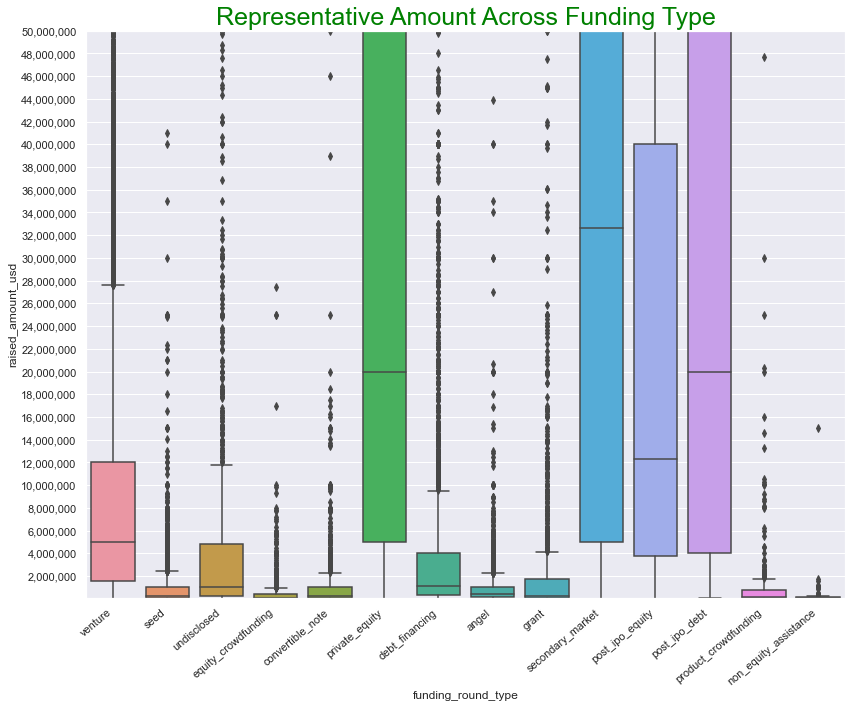 Representative Amount Across Funding Type
50,000,000
48,000,000
46,000,000
44,000,000
42,000,000
40,000,000
38,000,000
36,000,000
34,000,000
32,000,000
30,000,000
28,000,000
26,000,000
24,000,000
22,000,000
20,000,000
18,000,000
16,000,000
14,000,000
12,000,000
10,000,000
8,000,000
6,000,000
4,000,000
2,000,000
raised_amount_usd
venture
seed
undisclosed
equity_crowdfunding
convertible_note
private_equity
debt_financing
angel
grant
secondary_market
post_ipo_equity
post_ipo_debt
product_crowdfunding
non_equity_assistance
funding_round_type